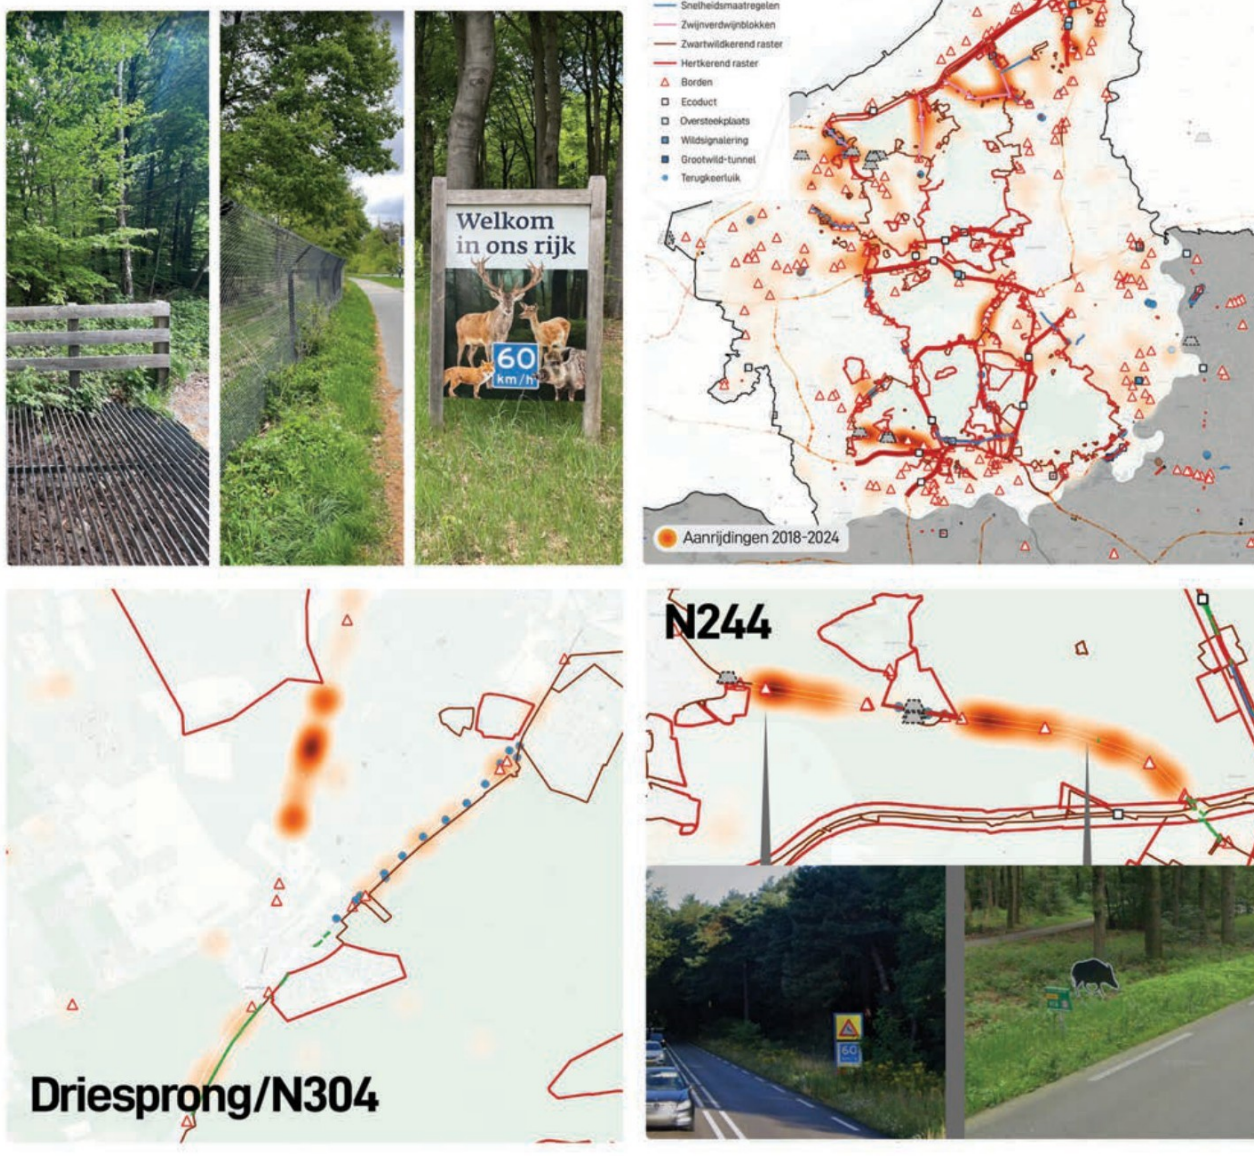 Welkom
in ons rijk
60
km/h
Snelheidsmaatregelen
Zwijnverdwijnblokken
Zwartwildkerend raster
Hertkerend raster
Borden
Ecoduct
Oversteekplaats
Wildsignalering
Grootwild-tunnel
Terugkeerluik
Aanrijdingen 2018-2024
Driesprong/N304
N244
60